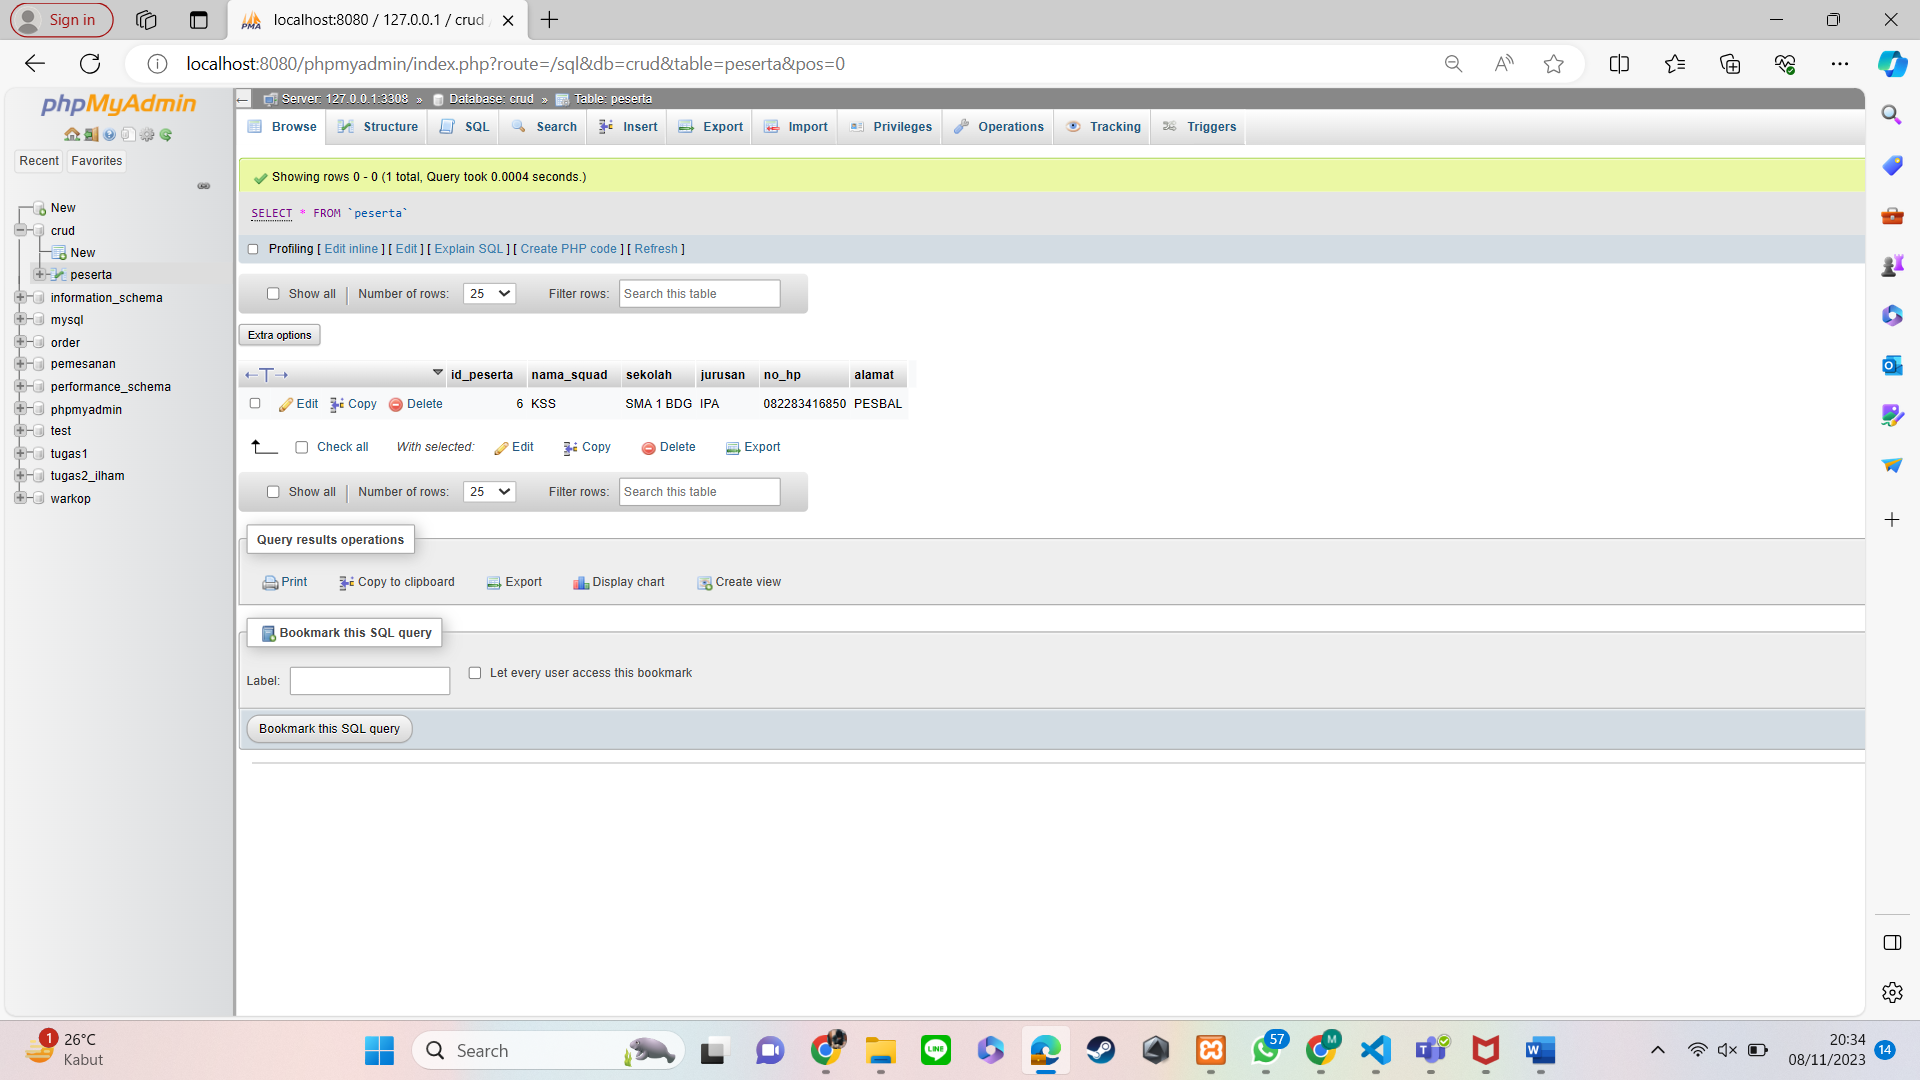 Sign in
localhost:8080 / 127.0.0.1 / crud
localhost:8080/phpmyadmin/index.php?route=/sql&db=crud&table=peserta&pos=0
phpMyAdmin
Recent Favorites
New
crud
New
peserta
information_schema
mysql
order
pemesanan
performance_schema
phpmyadmin
test
tugas1
tugas2_ilham
warkop
Server: 127.0.0.1:3308 » Database: crud » Table: peserta
Browse Structure SQL Search Insert Export Import Privileges Operations Tracking Triggers
Showing rows 0 - 0 (1 total, Query took 0.0004 seconds.)
SELECT * FROM `peserta`
Profiling [ Edit inline ] [ Edit ] [ Explain SQL ] [ Create PHP code ] [ Refresh ]
Show all Number of rows: 25 Filter rows: Search this table
Extra options
←T→ id_peserta nama_squad sekolah jurusan no_hp alamat
Edit Copy Delete 6 KSS SMA 1 BDG IPA 082283416850 PESBAL
Check all With selected: Edit Copy Delete Export
Show all Number of rows: 25 Filter rows: Search this table
Query results operations
Print Copy to clipboard Export Display chart Create view
Bookmark this SQL query
Label: Let every user access this bookmark
Bookmark this SQL query
1 26°C
Kabut
Search
LINE
57
M
20:34
08/11/2023
14